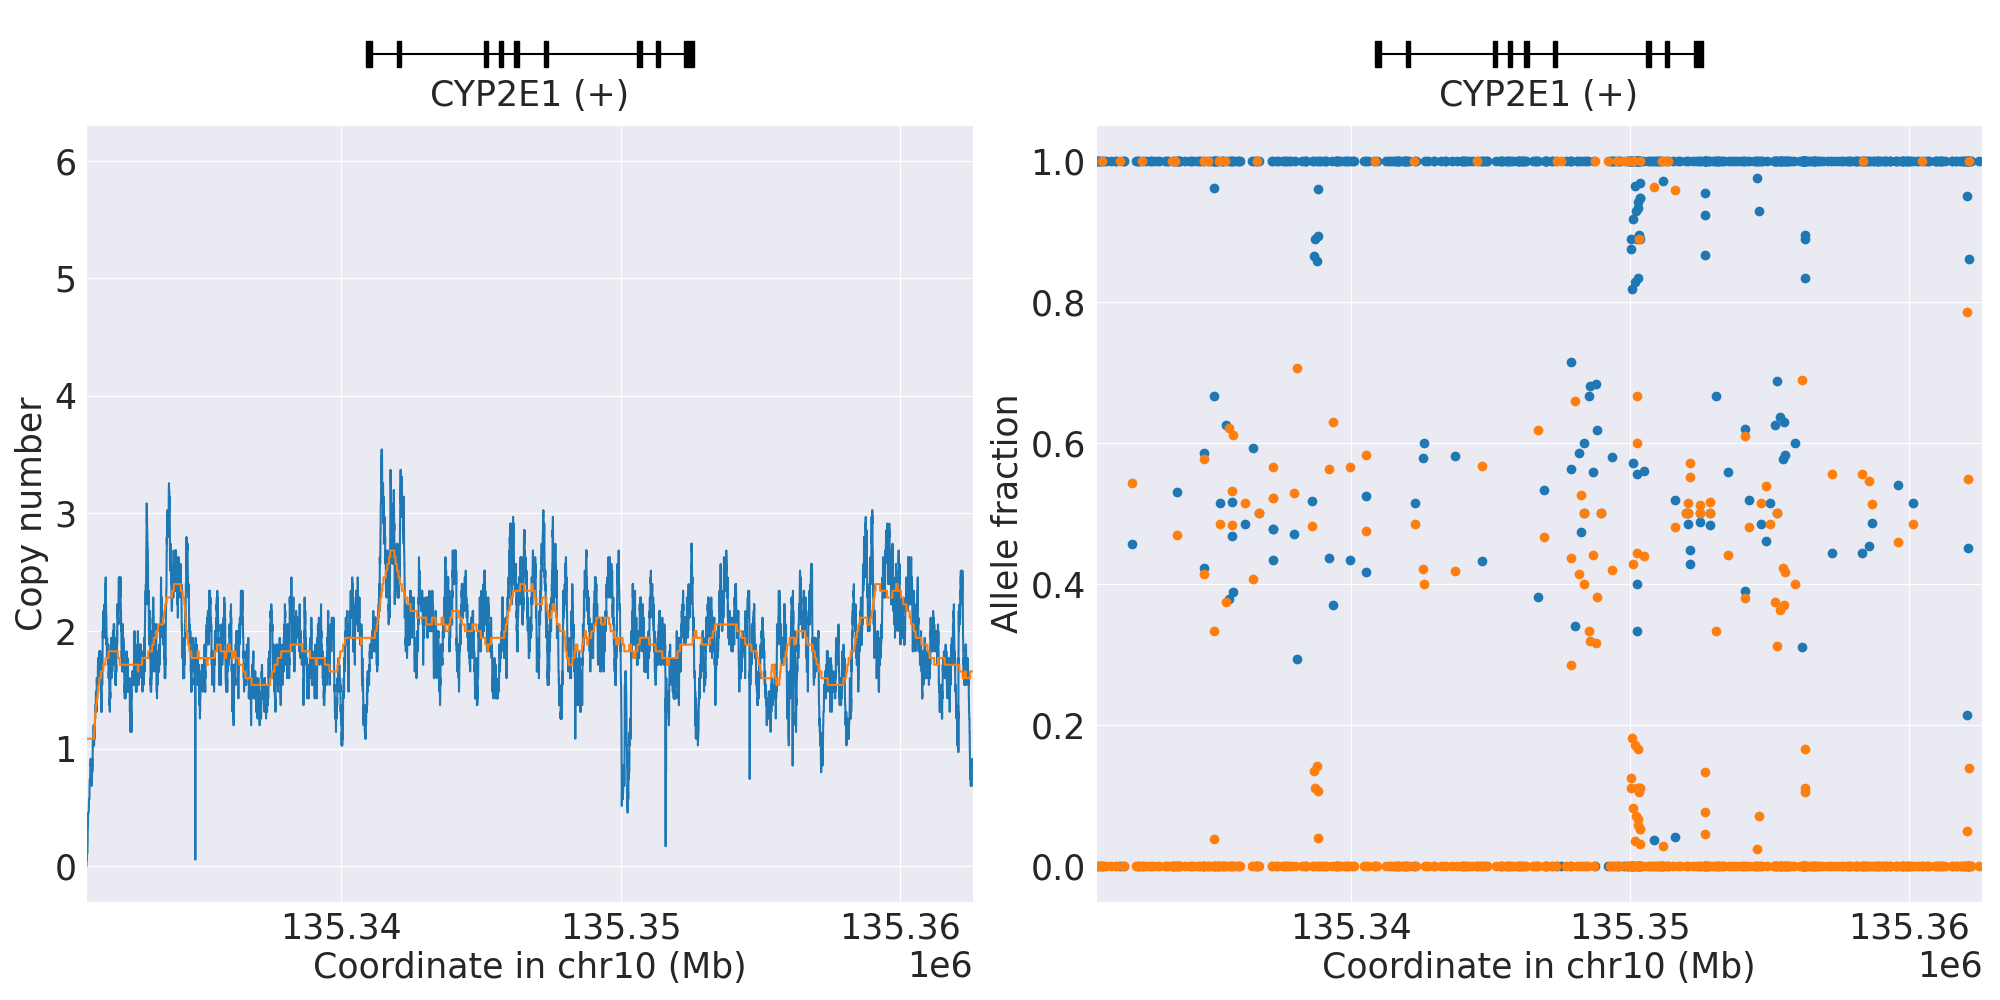 CYP2E1 (+)
6
5
4
3
2
1
0
Copy number
135.34 135.35 135.36
Coordinate in chr10 (Mb)
1e6
CYP2E1 (+)
1.0
0.8
0.6
0.4
0.2
0.0
Allele fraction
135.34 135.35 135.36
Coordinate in chr10 (Mb)
1e6